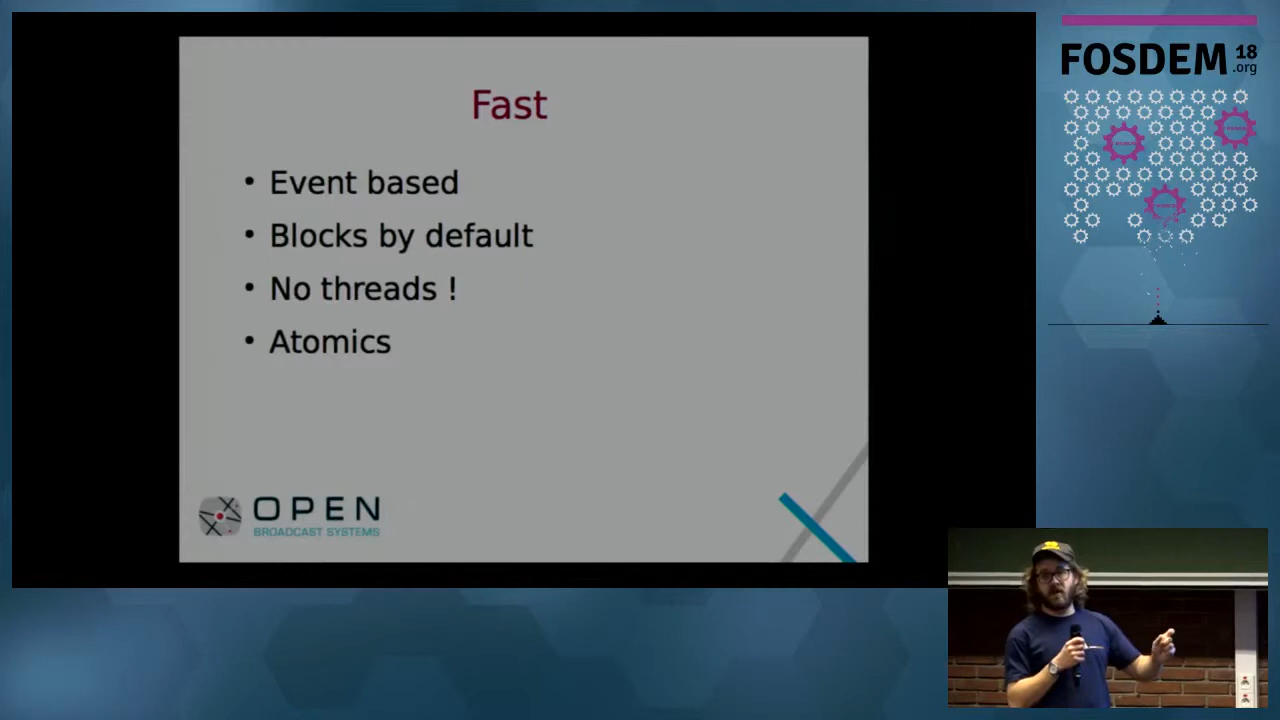 Fast
• Event based
• Blocks by default
• No threads !
• Atomics
OPEN
BROADCAST SYSTEMS
FOSDEM 18
.org